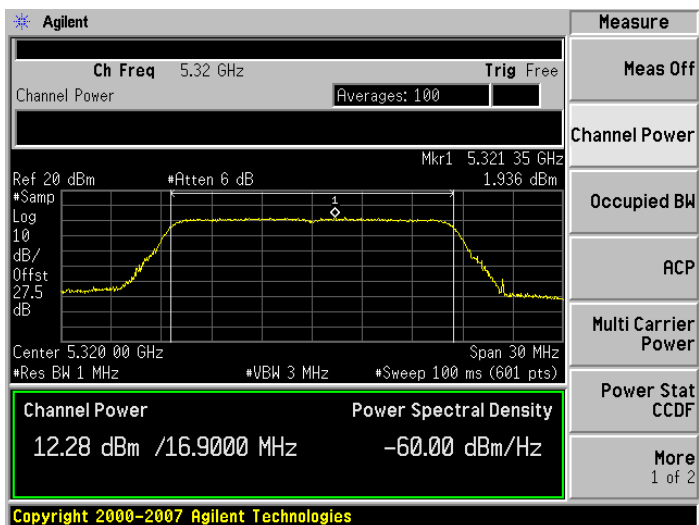 Agilent
Measure
Ch Freq 5.32 GHz Trig Free
Channel Power Averages: 100
Mkr1 5.321 35 GHz
Ref 20 dBm #Atten 6 dB 1.936 dBm
#Samp
Log
10
dB/
Offst
27.5
dB
1
Center 5.320 00 GHz Span 30 MHz
#Res BW 1 MHz #VBW 3 MHz #Sweep 100 ms (601 pts)
Channel Power Power Spectral Density
12.28 dBm /16.9000 MHz -60.00 dBm/Hz
Meas Off
Channel Power
Occupied BW
ACP
Multi Carrier
Power
Power Stat
CCDF
More
1 of 2
Copyright 2000-2007 Agilent Technologies